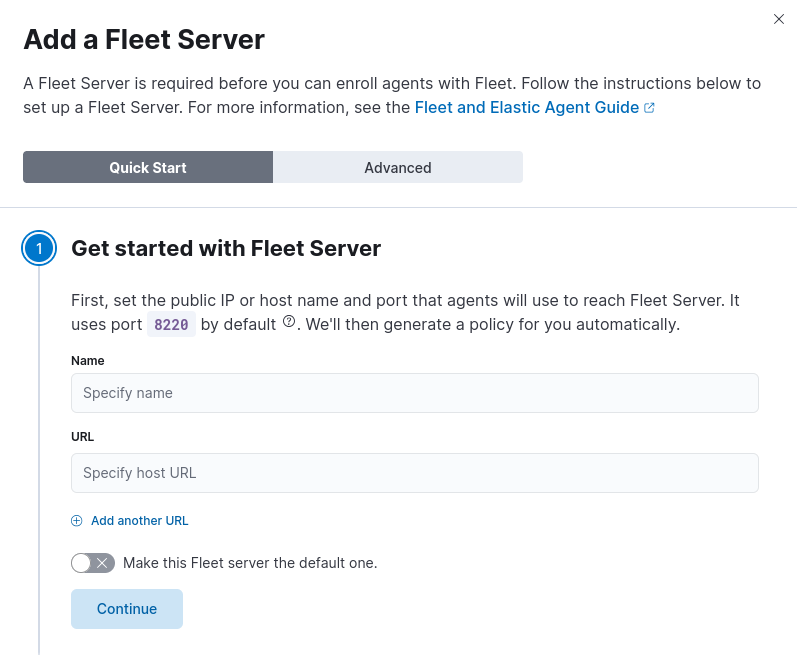 Add a Fleet Server
A Fleet Server is required before you can enroll agents with Fleet. Follow the instructions below to
set up a Fleet Server. For more information, see the Fleet and Elastic Agent Guide
Quick Start
Advanced
1
Get started with Fleet Server
First, set the public IP or host name and port that agents will use to reach Fleet Server. It
uses port 8220 by default ?. We'll then generate a policy for you automatically.
Name
Specify name
URL
Specify host URL
Add another URL
Make this Fleet server the default one.
Continue